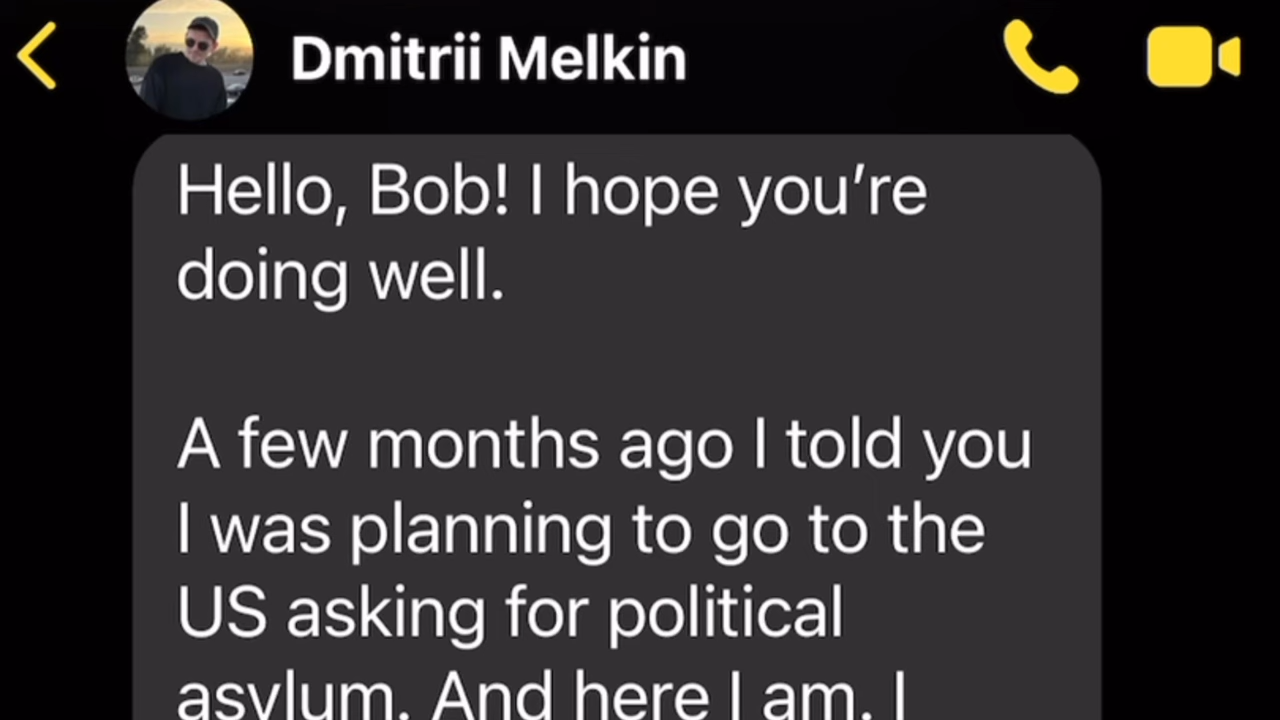 Dmitrii Melkin
Hello, Bob! I hope you’re
doing well.
A few months ago I told you
I was planning to go to the
US asking for political
asylum. And here I am. I